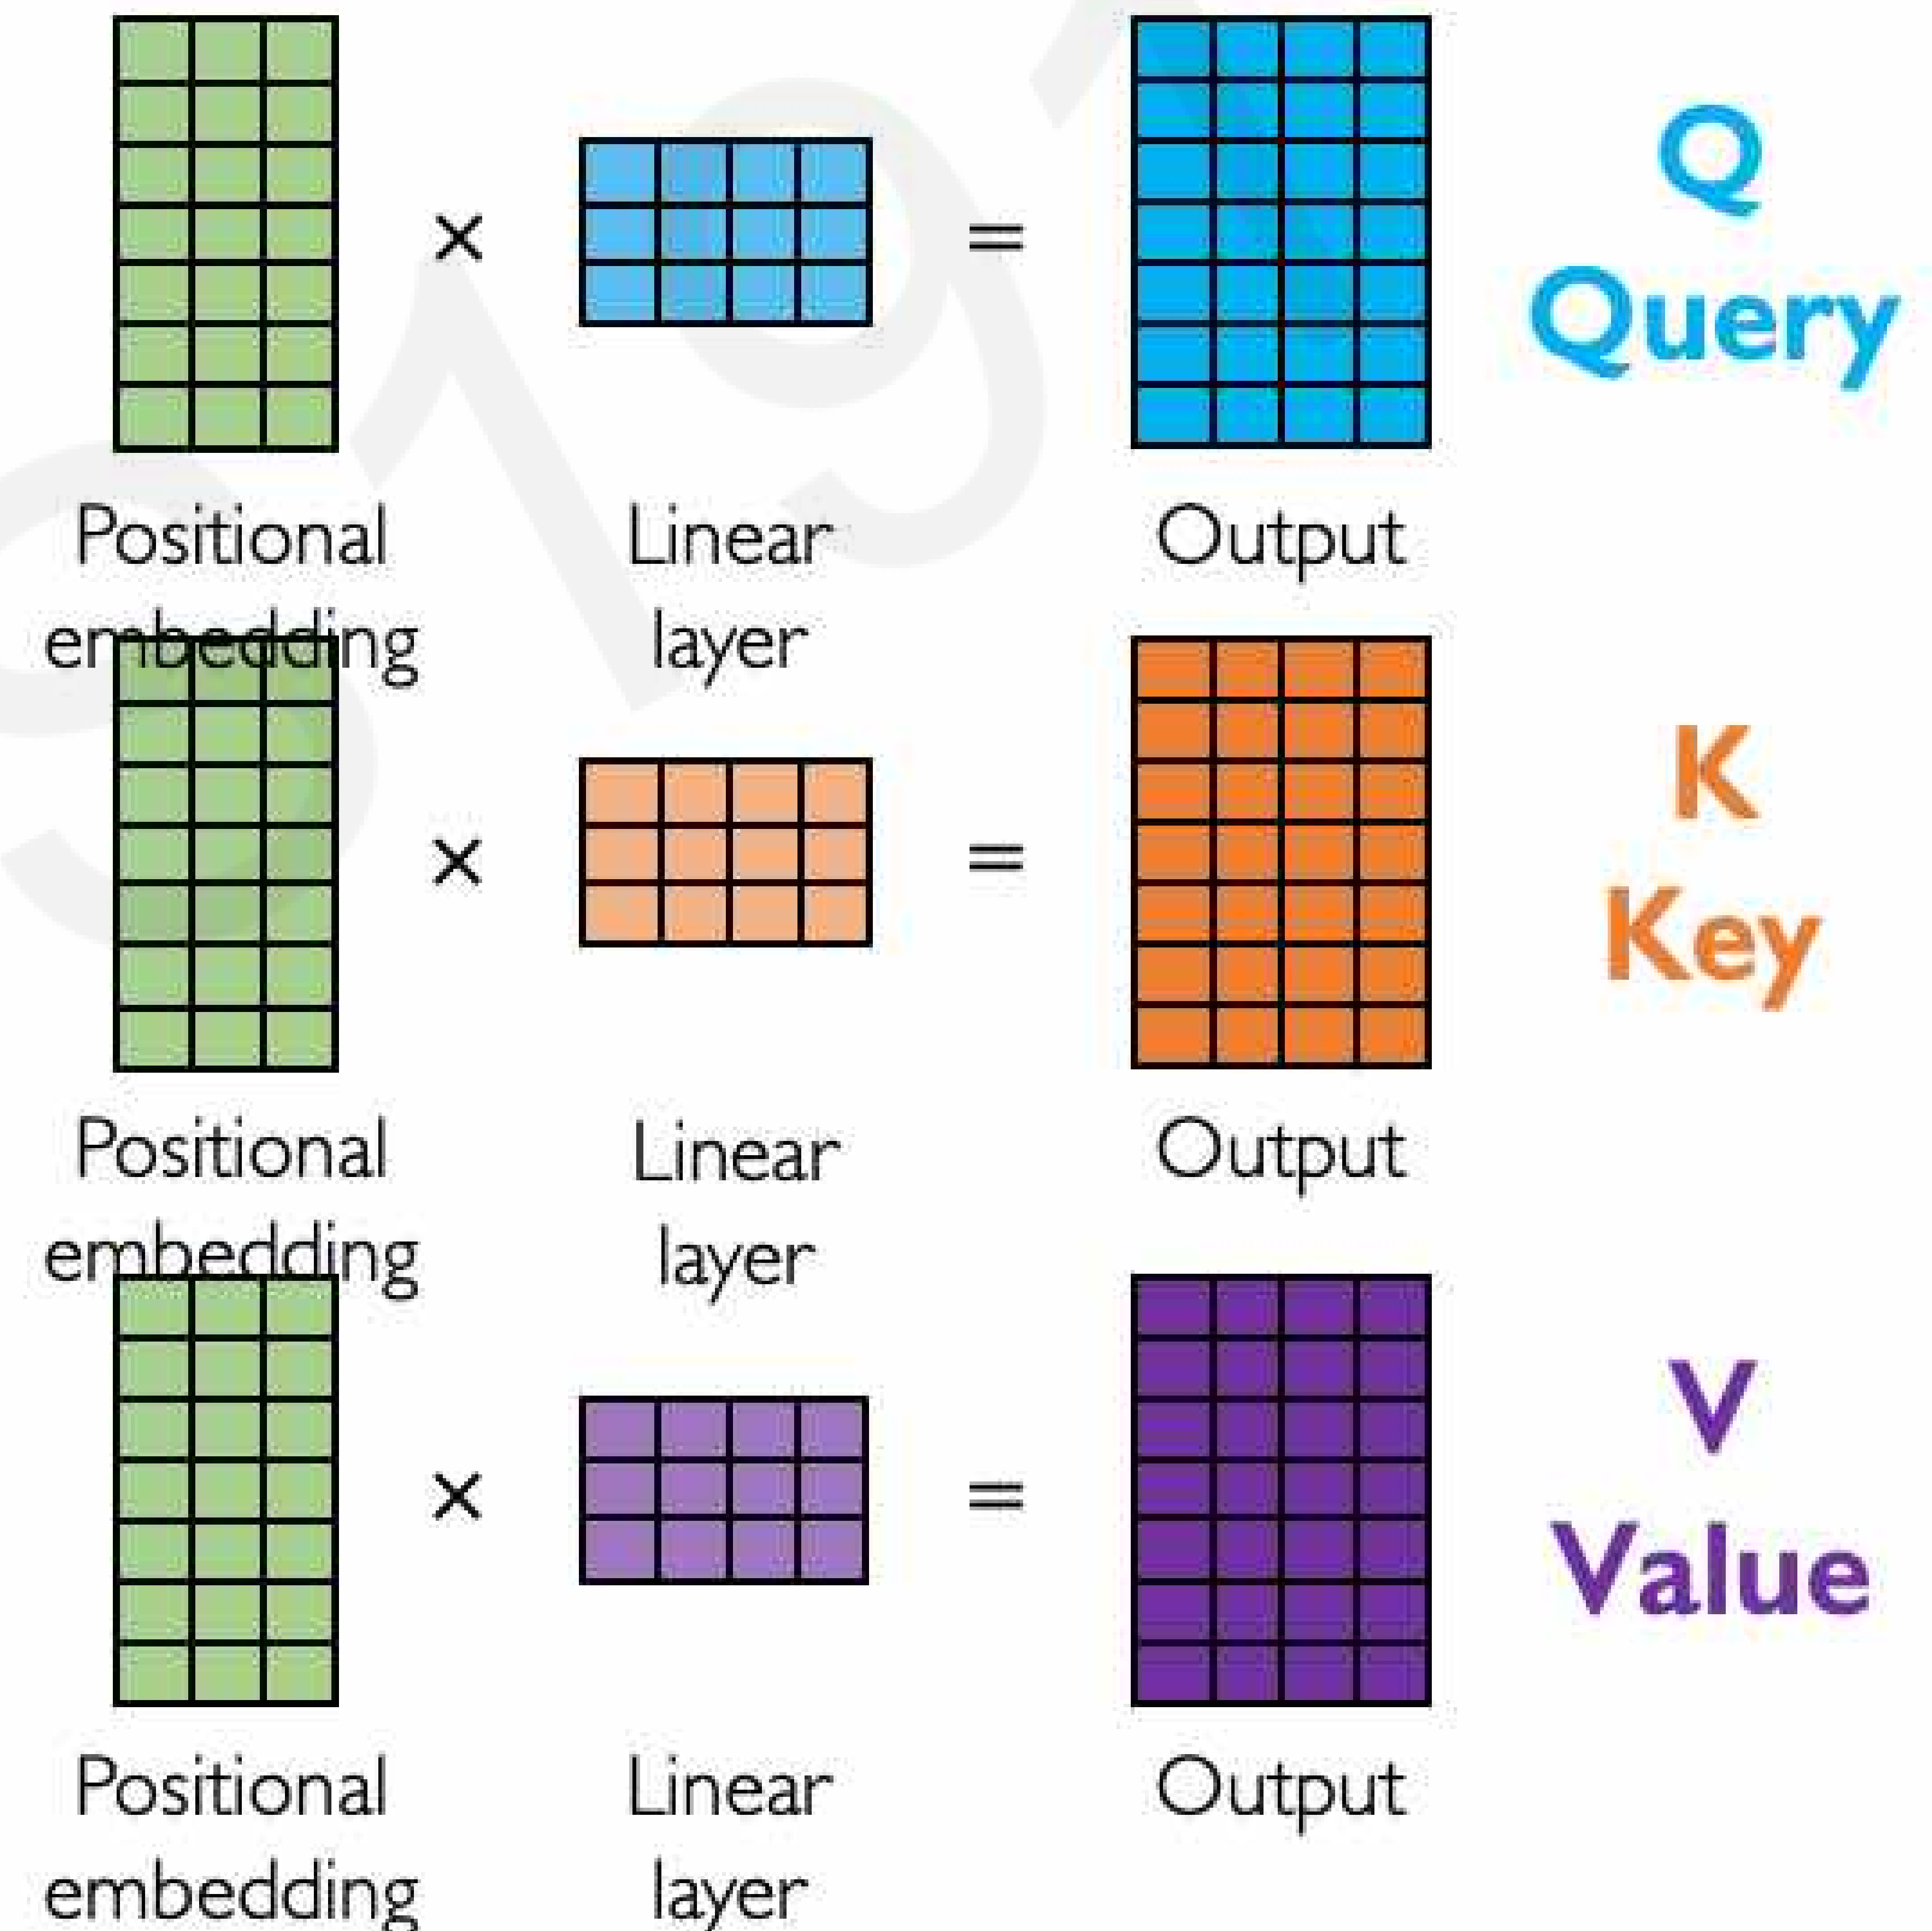 ×
=
Q
Query
Positional
embedding
Linear
layer
Output
×
=
K
Key
Positional
embedding
Linear
layer
Output
×
=
V
Value
Positional
embedding
Linear
layer
Output